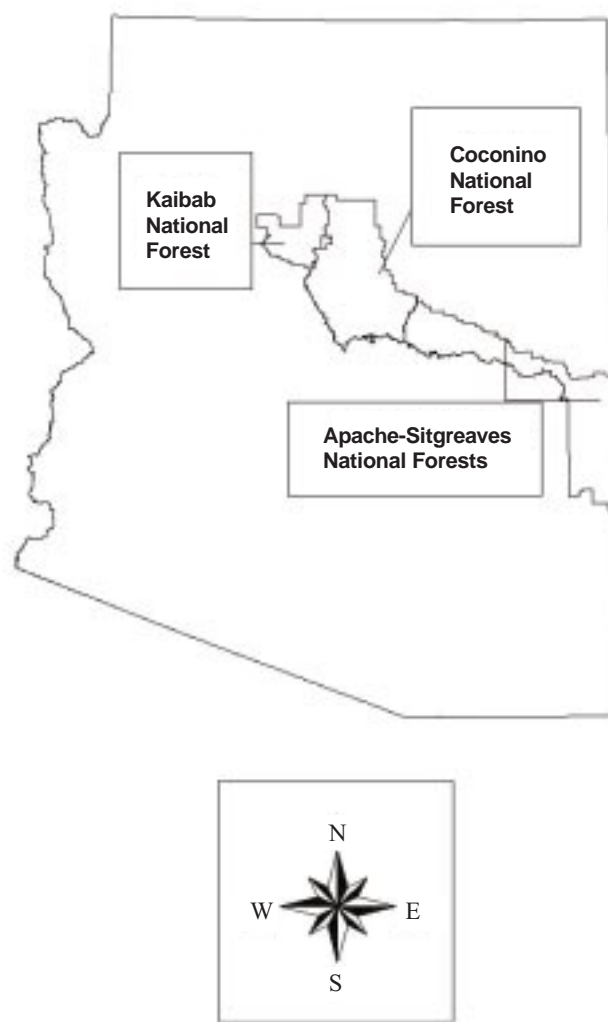 Coconino
National
Forest
Kaibab
National
Forest
Apache-Sitgreaves
National Forests
N
W E
S